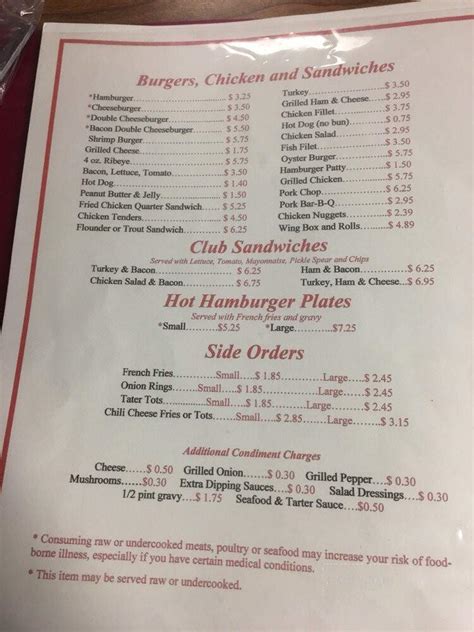 Burgers, Chicken and Sandwiches
*Hamburger.....................$ 3.25
*Cheeseburger.................$ 3.50
*Double Cheeseburger.......$ 4.50
*Bacon Double Cheeseburger...$ 5.50
Shrimp Burger................$ 5.75
Grilled Cheese................$ 1.75
4 oz. Ribeye...................$ 5.75
Bacon, Lettuce, Tomato.....$ 3.50
Hot Dog........................$ 1.40
Peanut Butter & Jelly........$ 1.50
Fried Chicken Quarter Sandwich.....$ 5.25
Chicken Tenders..............$ 4.50
Flounder or Trout Sandwich......$ 6.25
Turkey.........................$ 3.50
Grilled Ham & Cheese.......$ 2.95
Chicken Fillet.................
Hot Dog (no bun).............
Chicken Salad................$ 2.95
Fish Filet......................
Oyster Burger................$ 5.75
Hamburger Patty.............$ 1.50
Grilled Chicken...............$ 5.75
Pork Chop.....................$ 6.25
Pork Bar-B-Q.................$ 2.95
Chicken Nuggets.............$ 2.39
Wing Box and Rolls..........$ 4.89
Club Sandwiches
Served with Lettuce, Tomato, Mayonnaise, Pickle Spear and Chips
Turkey & Bacon....................$ 6.25 Ham & Bacon..............$ 6.25
Chicken Salad & Bacon...........$ 6.25 Turkey, Ham & Cheese...$ 6.95
Hot Hamburger Plates
Served with French fries and gravy
*Small..........$5.25 *Large..........$7.25
Side Orders
French Fries.......Small....$ 1.85..............Large....$ 2.45
Onion Rings.......Small...$ 1.85..............Large....$ 2.45
Tater Tots...............Small....$ 1.85.............Large....$ 2.45
Chili Cheese Fries or Tots.....Small....$ 2.85.......Large....$ 3.15
Additional Condiment Charges
Cheese.....$ 0.50 Grilled Onion.....$ 0.30 Grilled Pepper....$ 0.30
Mushrooms......$0.30 Extra Dipping Sauces....$ 0.30 Salad Dressings....$ 0.30
1/2 pint gravy....$ 1.75 Seafood & Tarter Sauce....$ 0.50
* Consuming raw or undercooked meats, poultry or seafood may increase your risk of food-
borne illness, especially if you have certain medical conditions.
* This item may be served raw or undercooked.